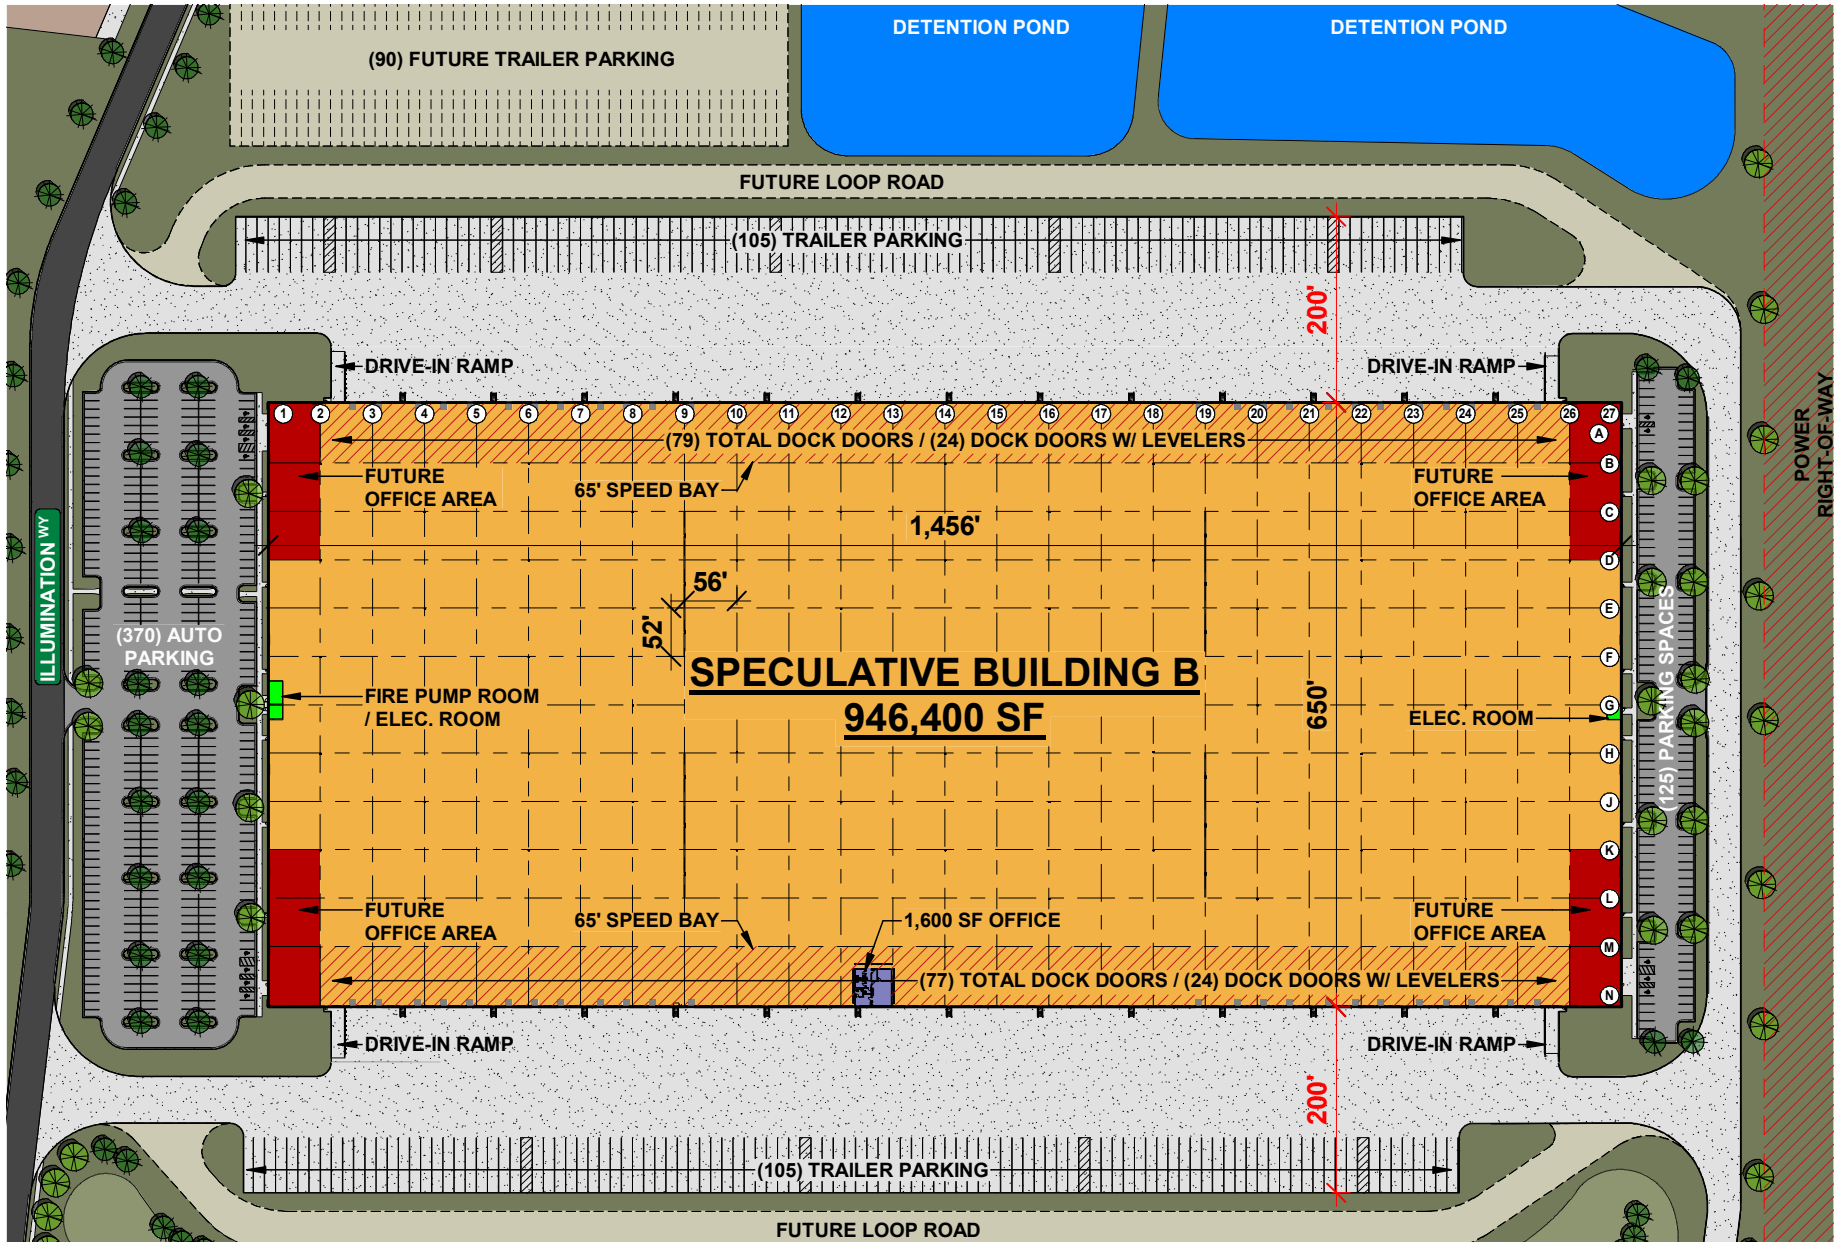 DETENTION POND
DETENTION POND
(90) FUTURE TRAILER PARKING
FUTURE LOOP ROAD
(105) TRAILER PARKING
200'
DRIVE-IN RAMP
DRIVE-IN RAMP
POWER
RIGHT-OF-WAY
1 2 3 4 5 6 7 8 9 10 11 12 13 14 15 16 17 18 19 20 21 22 23 24 25 26 27
A
B
C
D
E
F
G
H
J
K
L
M
N
(79) TOTAL DOCK DOORS / (24) DOCK DOORS W/ LEVELERS
FUTURE
OFFICE AREA
65' SPEED BAY
FUTURE
OFFICE AREA
1,456'
ILLUMINATION WY
56'
52'
(370) AUTO
PARKING
(125) PARKING SPACES
SPECULATIVE BUILDING B
946,400 SF
650'
FIRE PUMP ROOM
/ ELEC. ROOM
ELEC. ROOM
FUTURE
OFFICE AREA
65' SPEED BAY
1,600 SF OFFICE
FUTURE
OFFICE AREA
(77) TOTAL DOCK DOORS / (24) DOCK DOORS W/ LEVELERS
DRIVE-IN RAMP
DRIVE-IN RAMP
200'
(105) TRAILER PARKING
FUTURE LOOP ROAD